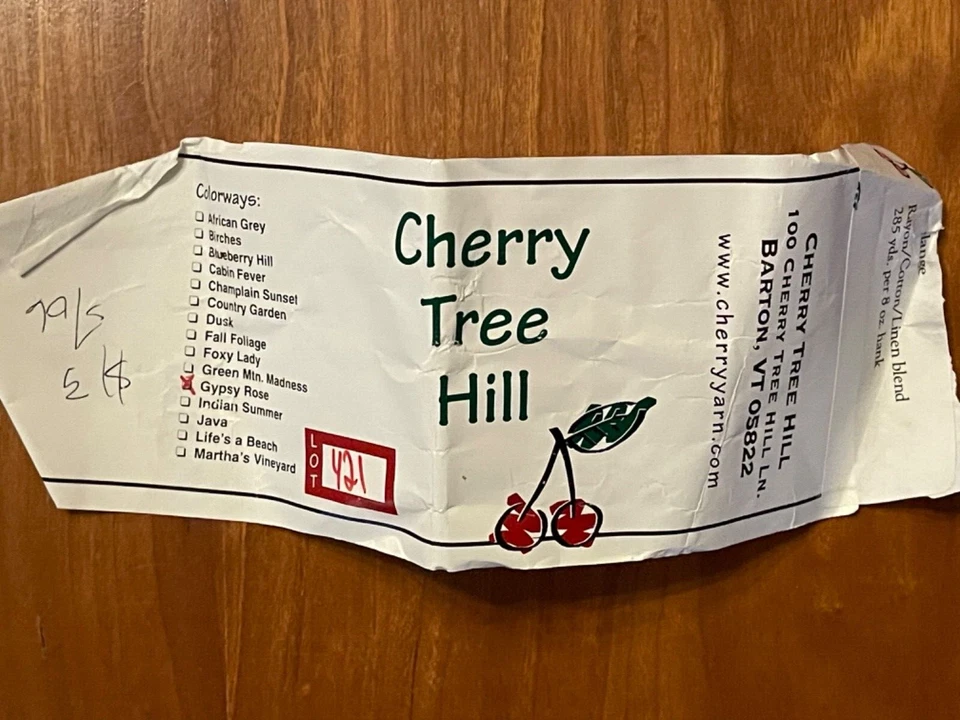 Colorways:
❑ African Grey
❑ Birches
❑ Blueberry Hill
❑ Cabin Fever
❑ Champlain Sunset
❑ Country Garden
❑ Dusk
❑ Fall Foliage
❑ Foxy Lady
❑ Green Mtn. Madness
❑ Gypsy Rose
❑ Indian Summer
❑ Java
❑ Life's a Beach
❑ Martha's Vineyard
LOT
421
Cherry
Tree
Hill
CHERRY TREE HILL
100 CHERRY TREE HILL LN.
BARTON, VT 05822
www.cherryyarn.com
Rayon/Cotton/Linen blend
285 yds. per 8 oz. hank